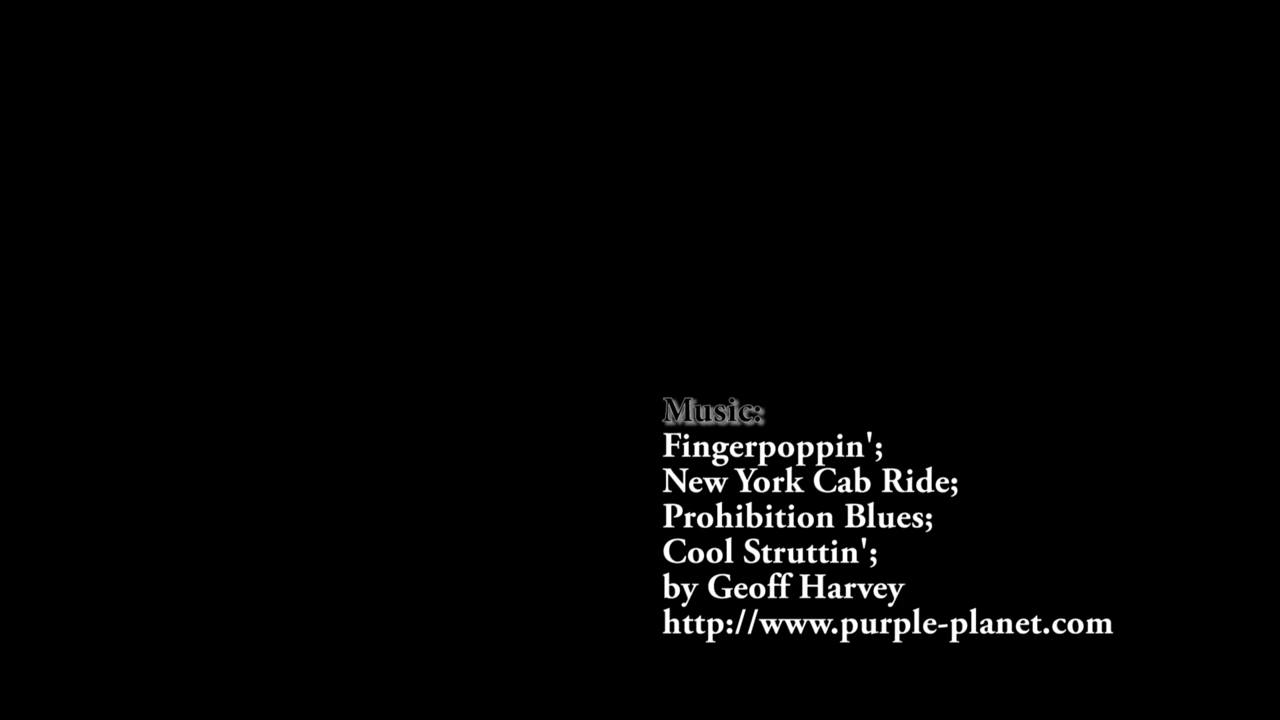 Music:
Fingerpoppin';
New York Cab Ride;
Prohibition Blues;
Cool Struttin';
by Geoff Harvey
http://www.purple-planet.com